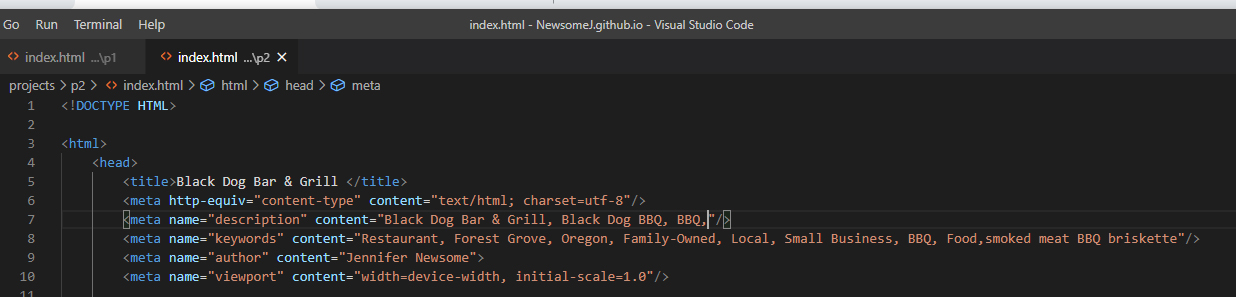 Go Run Terminal Help index.html - NewsomeJ.github.io - Visual Studio Code
<> index.html ...\p1 <> index.html ...\p2 ×
projects > p2 > <> index.html > html > head > meta
1 <!DOCTYPE HTML>
2
3 <html>
4 <head>
5 <title>Black Dog Bar & Grill </title>
6 <meta http-equiv="content-type" content="text/html; charset=utf-8"/>
7 <meta name="description" content="Black Dog Bar & Grill, Black Dog BBQ, BBQ,"/>
8 <meta name="keywords" content="Restaurant, Forest Grove, Oregon, Family-Owned, Local, Small Business, BBQ, Food,smoked meat BBQ briskette"/>
9 <meta name="author" content="Jennifer Newsome">
10 <meta name="viewport" content="width=device-width, initial-scale=1.0"/>
11